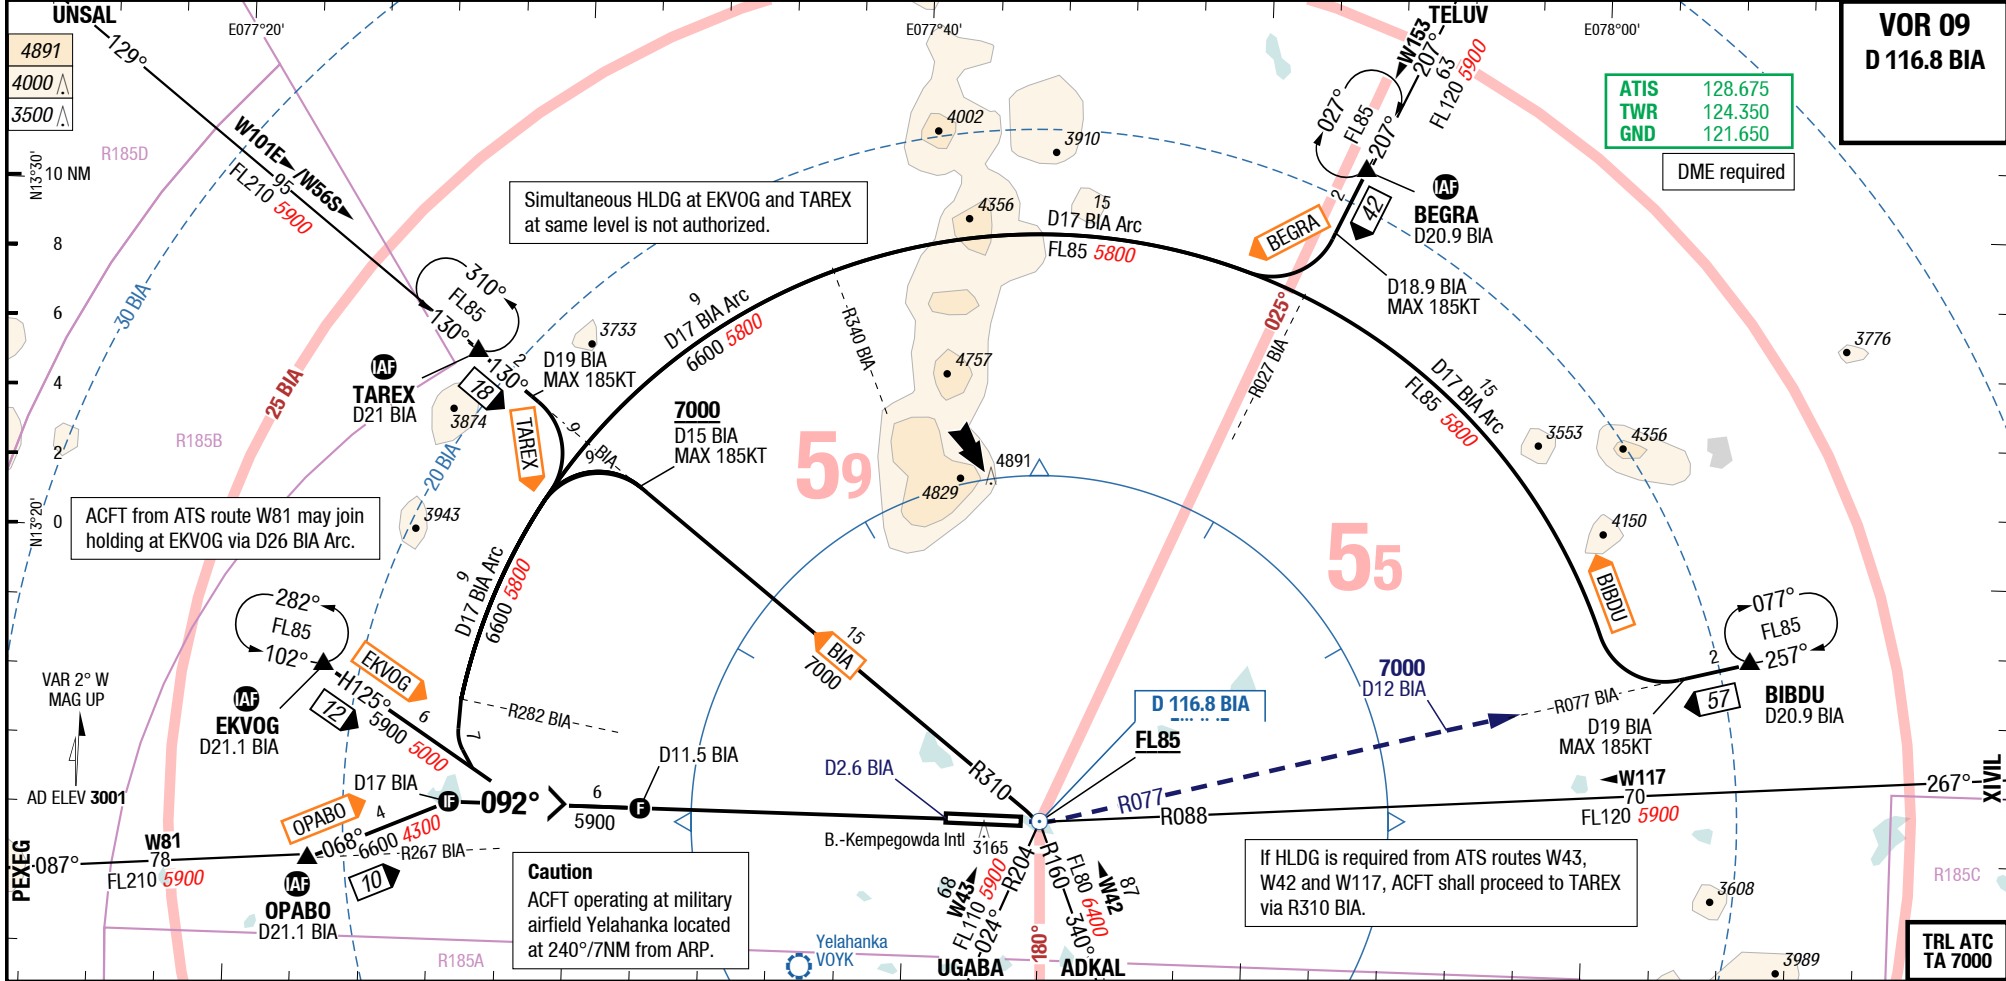 UNSAL
E077°20'
E077°40'
TELUV
E078°00'
VOR 09
D 116.8 BIA
4891
4000
3500
129°
W153
207°
63
FL120 5900
ATIS 128.675
TWR 124.350
GND 121.650
DME required
R185D
N13°30'
10 NM
8
6
4
2
0
N13°20'
W101E /W56S
95
FL210 5900
Simultaneous HLDG at EKVOG and TAREX
at same level is not authorized.
4002
3910
4356
15
D17 BIA Arc
FL85 5800
027°
FL85
207°
2
42
IAF
BEGRA
D20.9 BIA
BEGRA
D18.9 BIA
MAX 185KT
30 BIA
25 BIA
20 BIA
310°
FL85
130°
IAF
TAREX
D21 BIA
18
2
130°
D19 BIA
MAX 185KT
TAREX
3733
3874
9
D17 BIA Arc
6600 5800
R340 BIA
4757
025°
R027 BIA
15
D17 BIA Arc
FL85 5800
3776
R185B
7000
D15 BIA
MAX 185KT
9
BIA
9
59
4829
4891
55
3553
4356
4150
3943
ACFT from ATS route W81 may join
holding at EKVOG via D26 BIA Arc.
9
D17 BIA Arc
6600 5800
282°
FL85
102°
IAF
EKVOG
D21.1 BIA
EKVOG
H125°
12
6
5900 5000
7
R282 BIA
15
BIA
7000
R310
BIBDU
077°
FL85
257°
2
57
BIBDU
D20.9 BIA
R077 BIA
D19 BIA
MAX 185KT
7000
D12 BIA
D 116.8 BIA
FL85
VAR 2° W
MAG UP
AD ELEV 3001
D17 BIA
IF
092°
D11.5 BIA
F
6
5900
D2.6 BIA
R077
R088
W117
70
FL120 5900
267°
XIVIL
OPABO
4
068°
6600 4300
R267 BIA
10
IAF
OPABO
D21.1 BIA
PEXEG
087°
W81
78
FL210 5900
B.-Kempegowda Intl
3165
Caution
ACFT operating at military
airfield Yelahanka located
at 240°/7NM from ARP.
68
W43
FL110 5900
024°
R204
UGABA
180°
R160
FL80 6400
340°
W42
87
ADKAL
If HLDG is required from ATS routes W43,
W42 and W117, ACFT shall proceed to TAREX
via R310 BIA.
R185C
3608
3989
R185A
Yelahanka
VOYK
TRL ATC
TA 7000